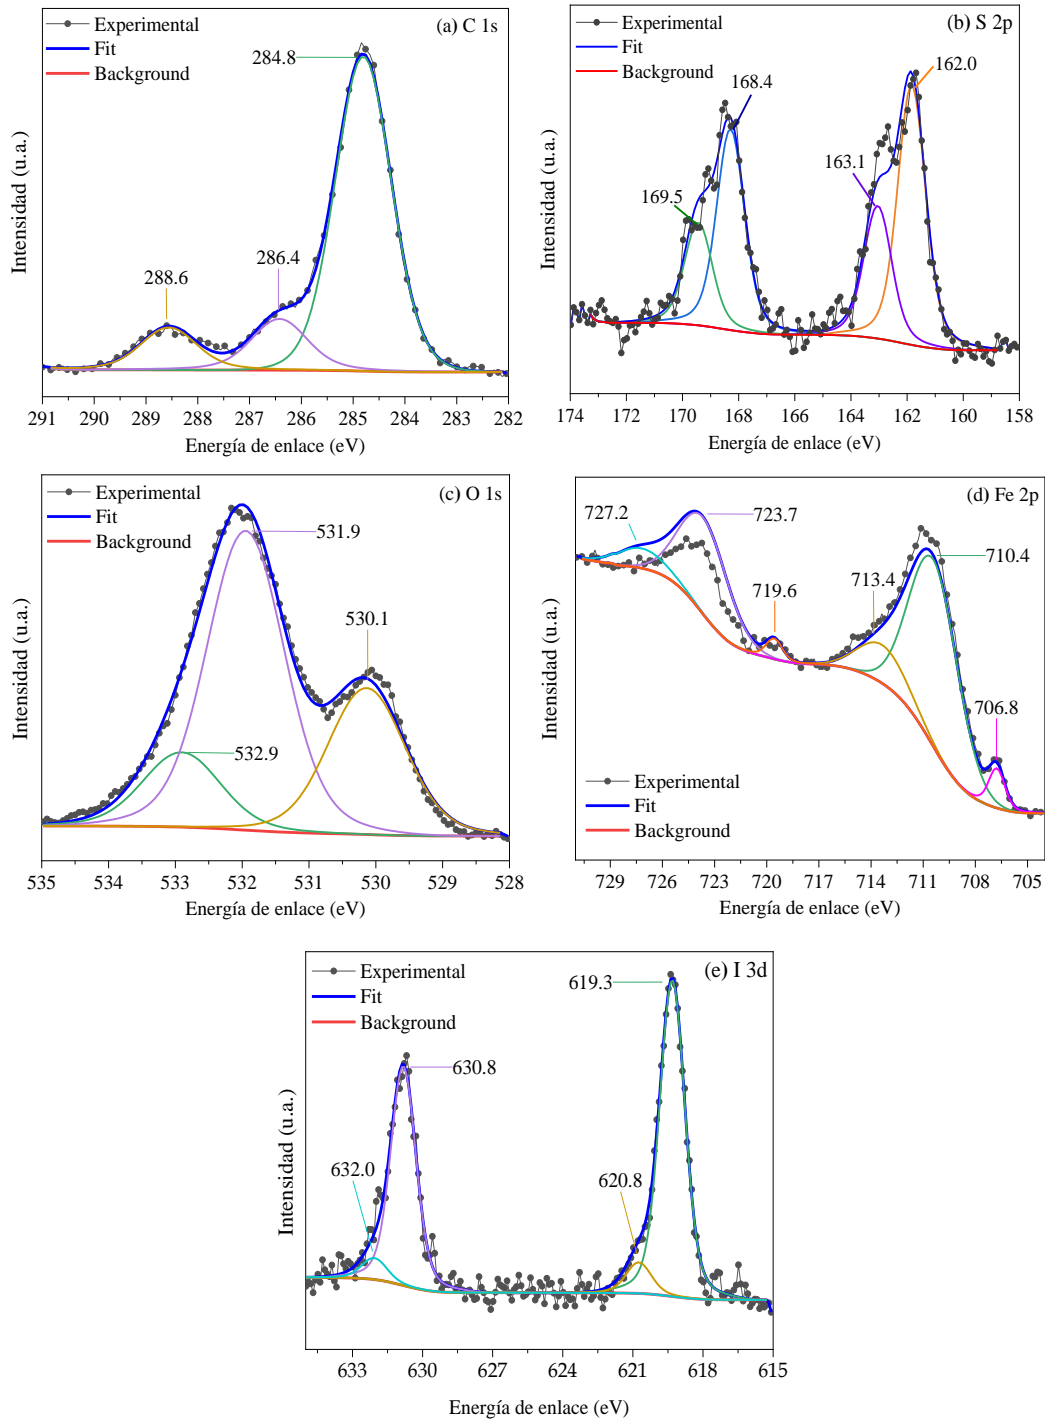 (a) C 1s
Experimental
Fit
Background
284.8
286.4
288.6
Intensidad (u.a.)
291 290 289 288 287 286 285 284 283 282
Energía de enlace (eV)
(b) S 2p
Experimental
Fit
Background
168.4
162.0
163.1
169.5
Intensidad (u.a.)
174 172 170 168 166 164 162 160 158
Energía de enlace (eV)
(c) O 1s
Experimental
Fit
Background
531.9
530.1
532.9
Intensidad (u.a.)
535 534 533 532 531 530 529 528
Energía de enlace (eV)
(d) Fe 2p
727.2
723.7
710.4
713.4
719.6
706.8
Experimental
Fit
Background
Intensidad (u.a.)
729 726 723 720 717 714 711 708 705
Energía de enlace (eV)
(e) I 3d
Experimental
Fit
Background
619.3
630.8
632.0
620.8
Intensidad (u.a.)
633 630 627 624 621 618 615
Energía de enlace (eV)